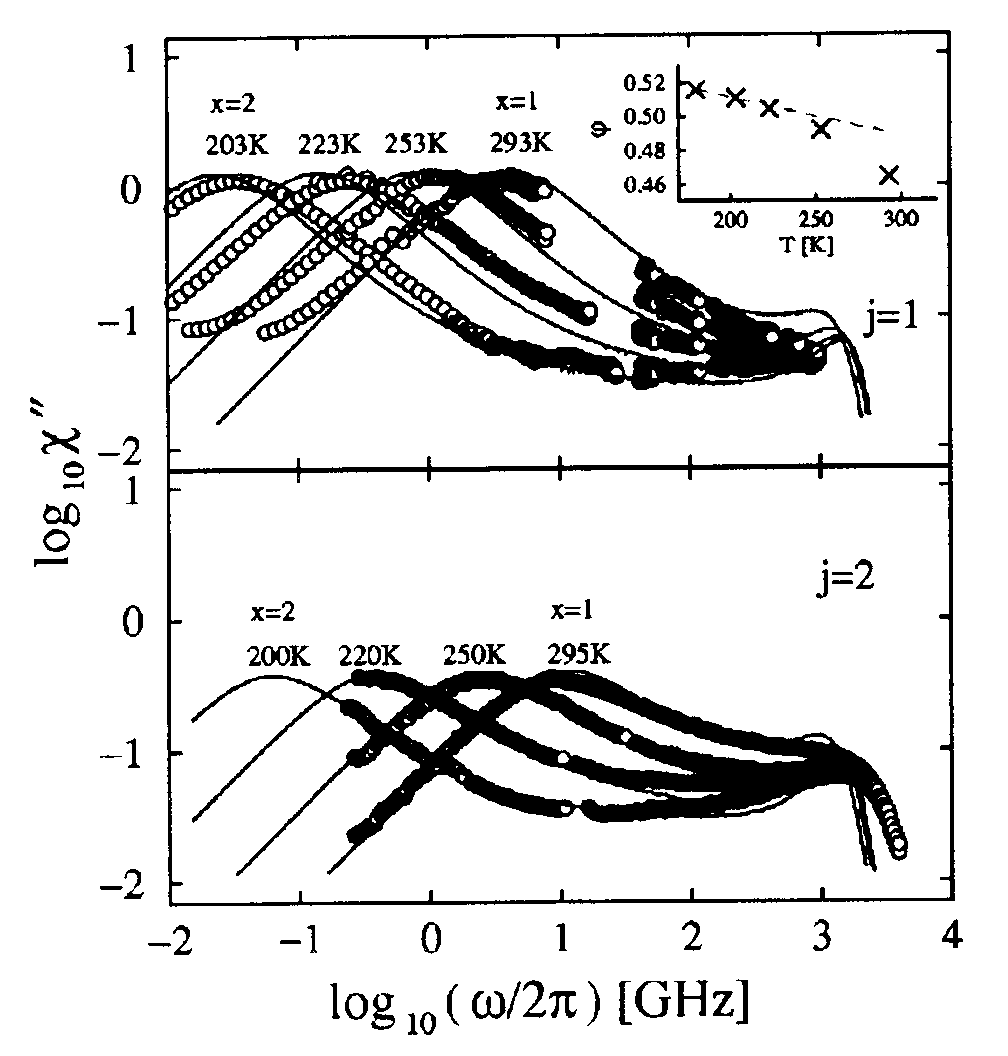 1
0
−1
−2
x=2
x=1
203K 223K 253K 293K
0.52
0.50
0.48
0.46
φ
200 250 300
T [K]
j=1
log₁₀χ″
1
0
−1
−2
j=2
x=2
x=1
200K 220K 250K 295K
−2 −1 0 1 2 3 4
log₁₀(ω/2π) [GHz]